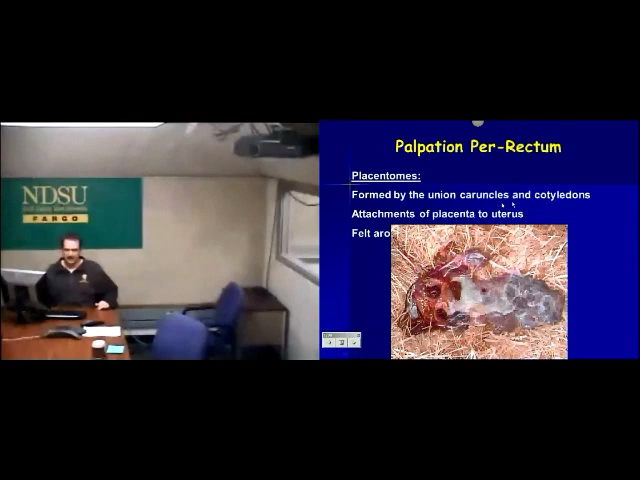 NDSU
FARGO
Palpation Per-Rectum
Placentomes:
Formed by the union caruncles and cotyledons
Attachments of placenta to uterus
Felt aro